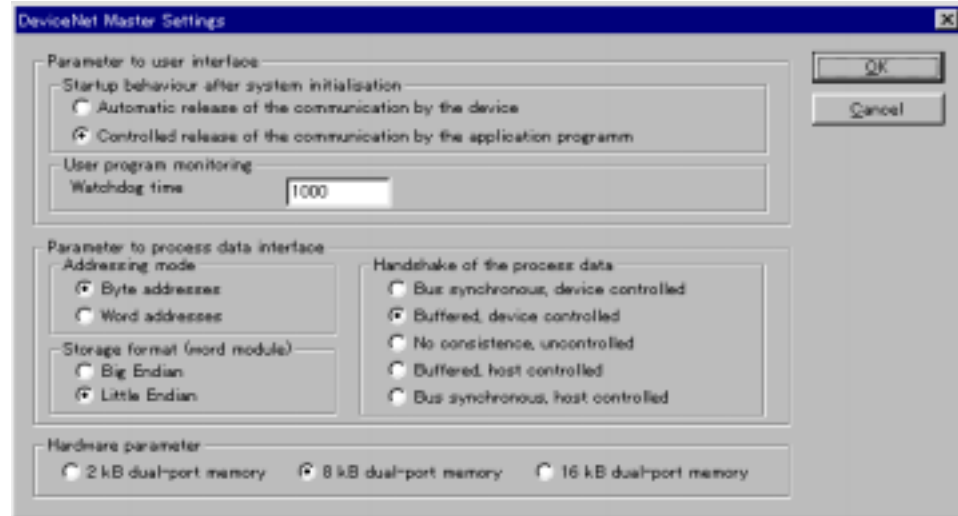 DeviceNet Master Settings
Parameter to user interface
Startup behaviour after system initialisation
Automatic release of the communication by the device
Controlled release of the communication by the application programm
User program monitoring
Watchdog time 1000
OK
Cancel
Parameter to process data interface
Addressing mode
Byte addresses
Word addresses
Storage format (word module)
Big Endian
Little Endian
Handshake of the process data
Bus synchronous, device controlled
Buffered, device controlled
No consistence, uncontrolled
Buffered, host controlled
Bus synchronous, host controlled
Hardware parameter
2 kB dual-port memory 8 kB dual-port memory 16 kB dual-port memory